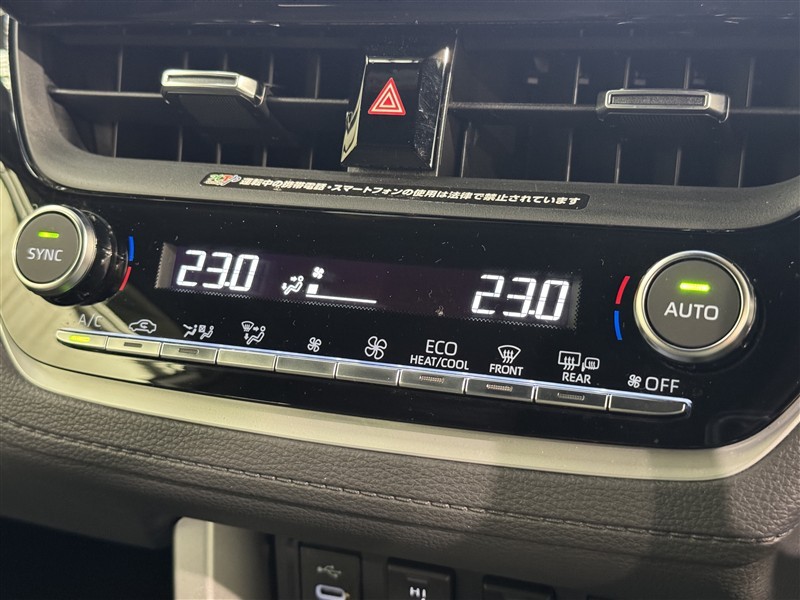 運転中の携帯電話・スマートフォンの使用は法律で禁止されています
SYNC
23.0
23.0
AUTO
A/C
ECO
HEAT/COOL
FRONT
REAR
OFF
HI